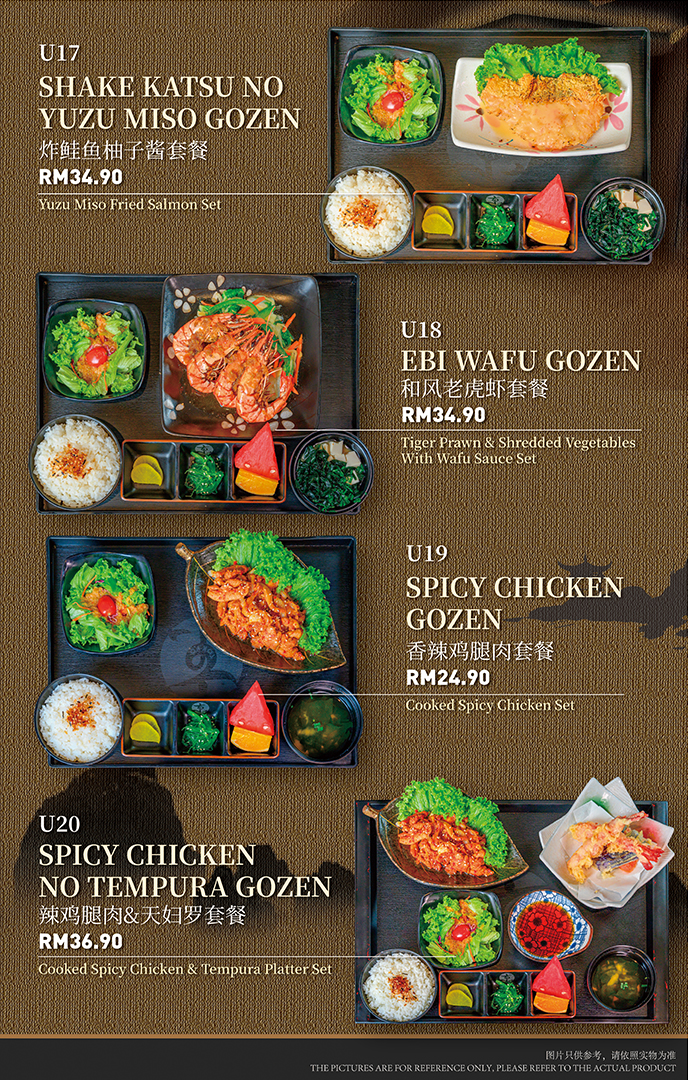 U17
SHAKE KATSU NO
YUZU MISO GOZEN
炸鲑鱼柚子酱套餐
RM34.90
Yuzu Miso Fried Salmon Set
U18
EBI WAFU GOZEN
和风老虎虾套餐
RM34.90
Tiger Prawn & Shredded Vegetables
With Wafu Sauce Set
U19
SPICY CHICKEN
GOZEN
香辣鸡腿肉套餐
RM24.90
Cooked Spicy Chicken Set
U20
SPICY CHICKEN
NO TEMPURA GOZEN
辣鸡腿肉&天妇罗套餐
RM36.90
Cooked Spicy Chicken & Tempura Platter Set
图片只供参考，请依照实物为准
THE PICTURES ARE FOR REFERENCE ONLY, PLEASE REFER TO THE ACTUAL PRODUCT